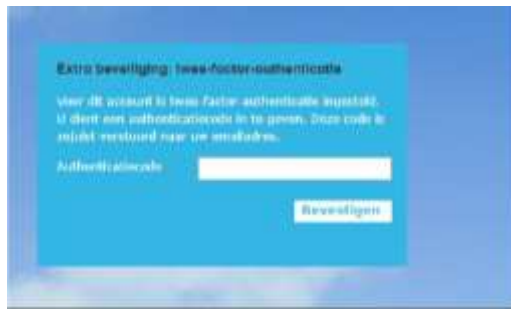 Extra beveiliging: twee-factor-authenticatie
Voor dit account is twee-factor-authenticatie ingesteld.
U dient een authenticatiecode in te geven. Deze code is
zojuist verstuurd naar uw emailadres.
Authenticatiecode
Bevestigen